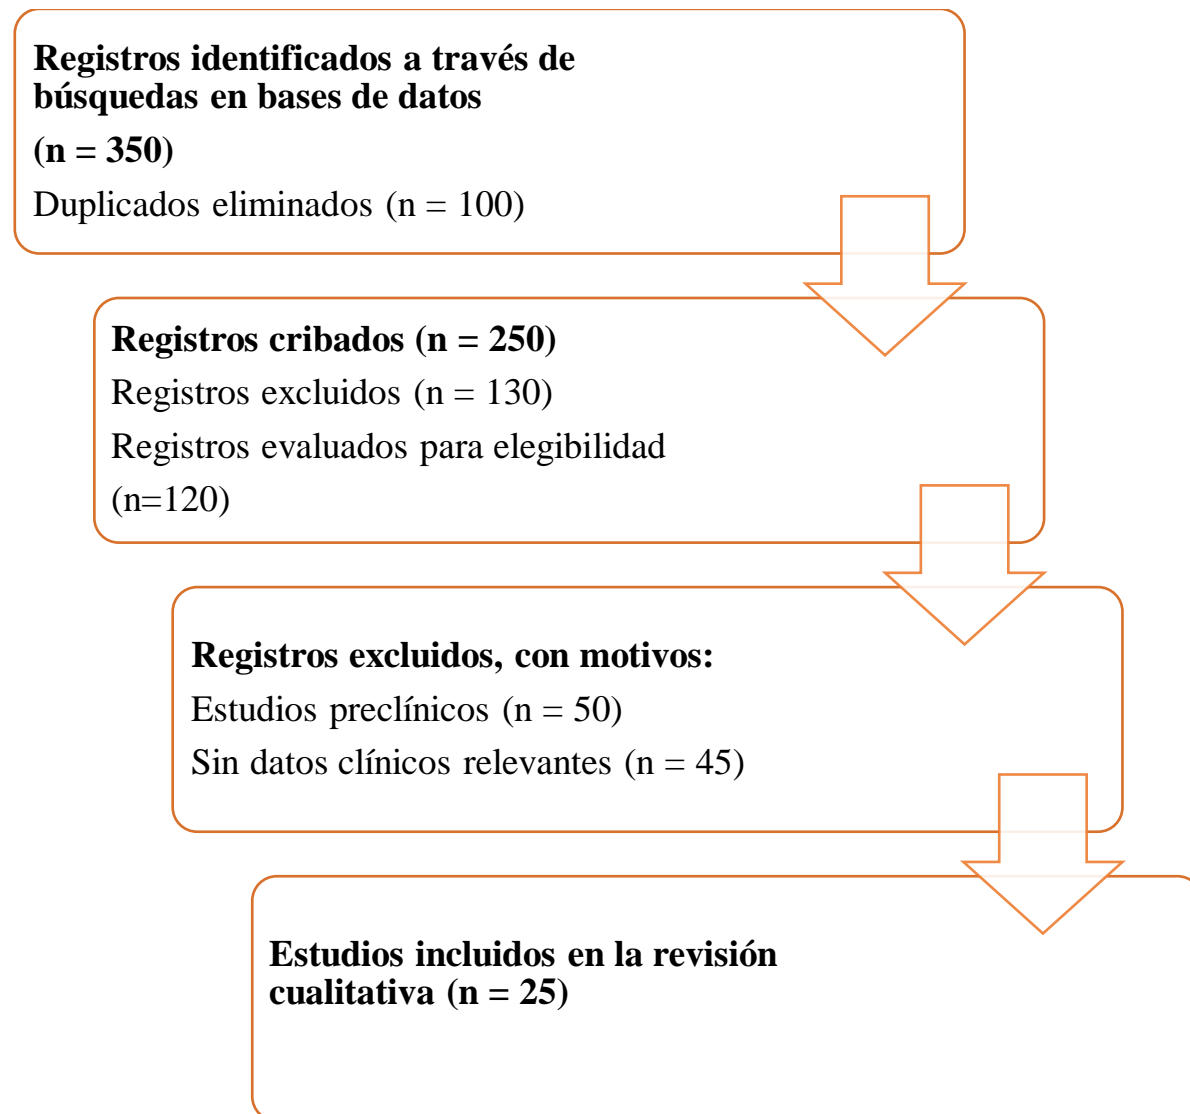 Registros identificados a través de
búsquedas en bases de datos
(n = 350)
Duplicados eliminados (n = 100)
Registros cribados (n = 250)
Registros excluidos (n = 130)
Registros evaluados para elegibilidad
(n=120)
Registros excluidos, con motivos:
Estudios preclínicos (n = 50)
Sin datos clínicos relevantes (n = 45)
Estudios incluidos en la revisión
cualitativa (n = 25)